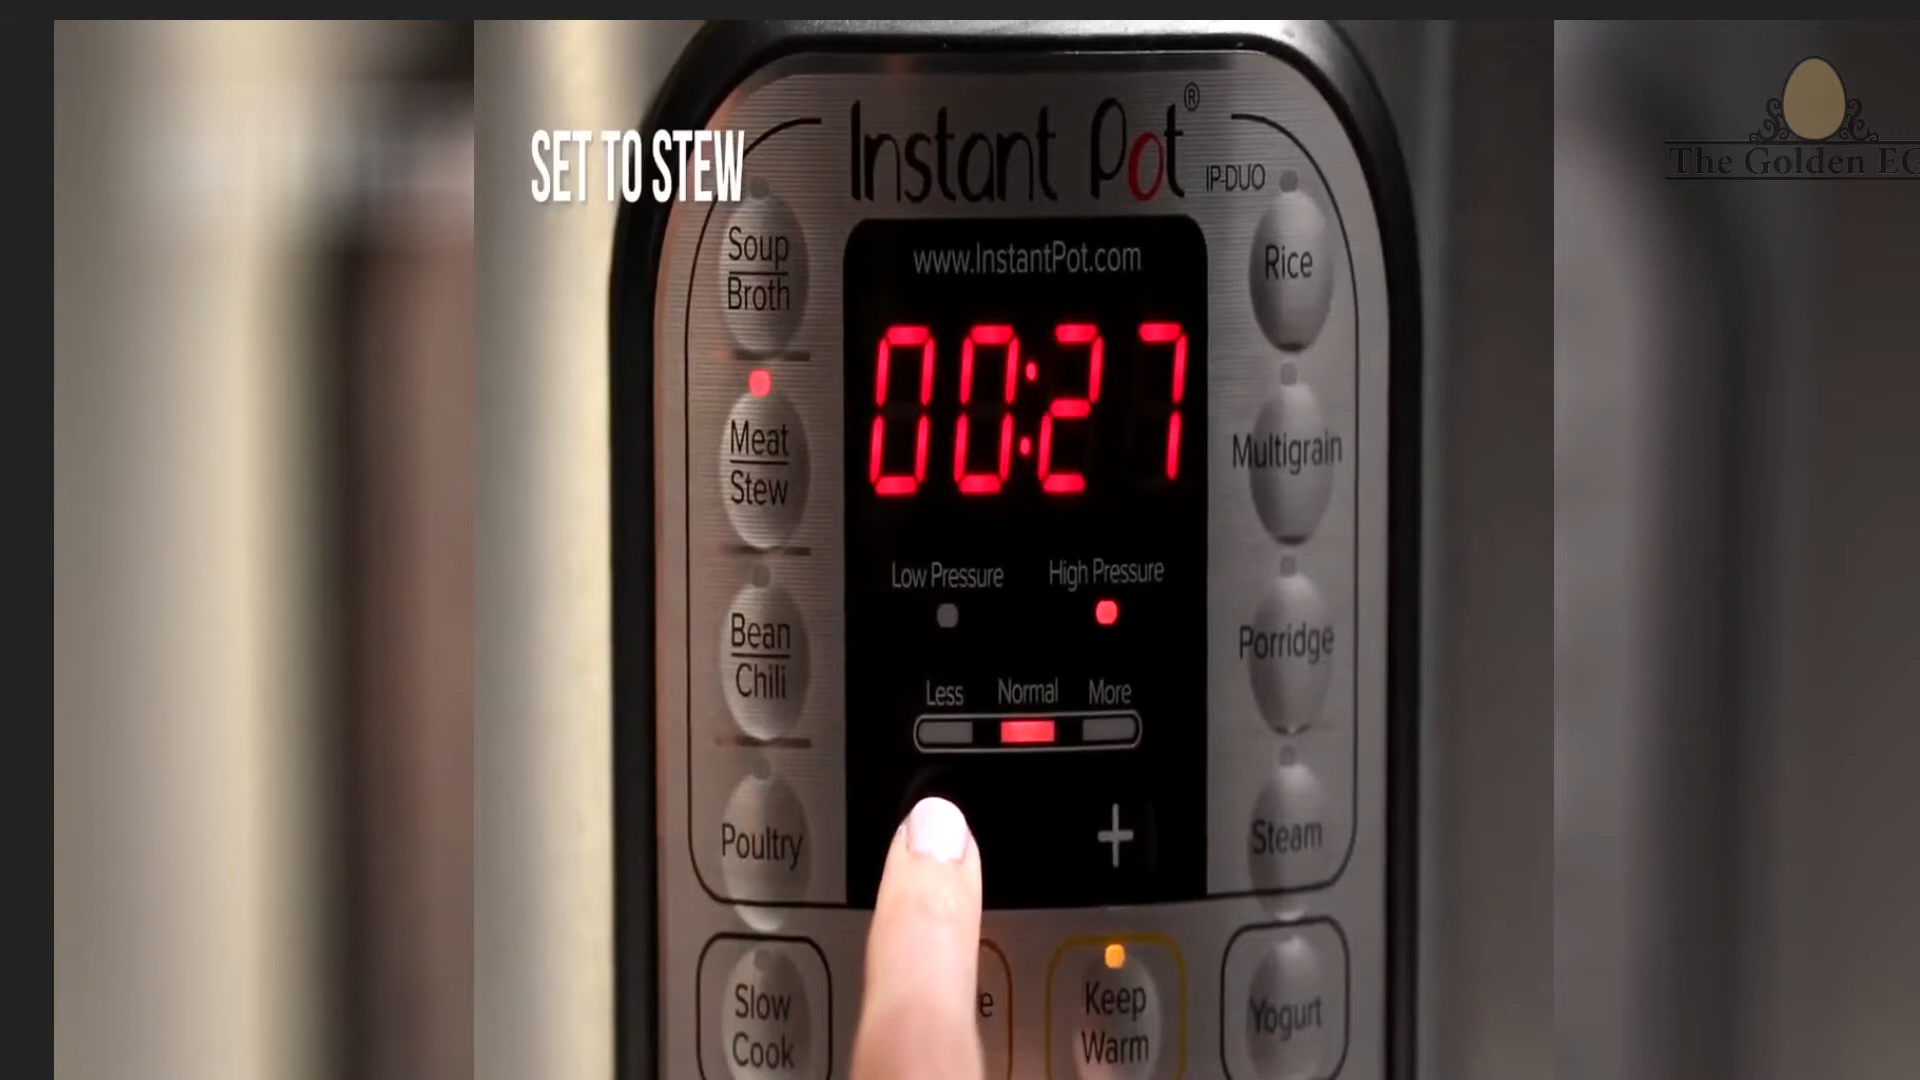 SET TO STEW
Instant Pot®
IP-DUO
www.InstantPot.com
00:27
Soup
Broth
Meat
Stew
Bean
Chili
Poultry
Low Pressure
High Pressure
Less
Normal
More
+
Rice
Multigrain
Porridge
Steam
Slow
Cook
Keep
Warm
Yogurt
The Golden